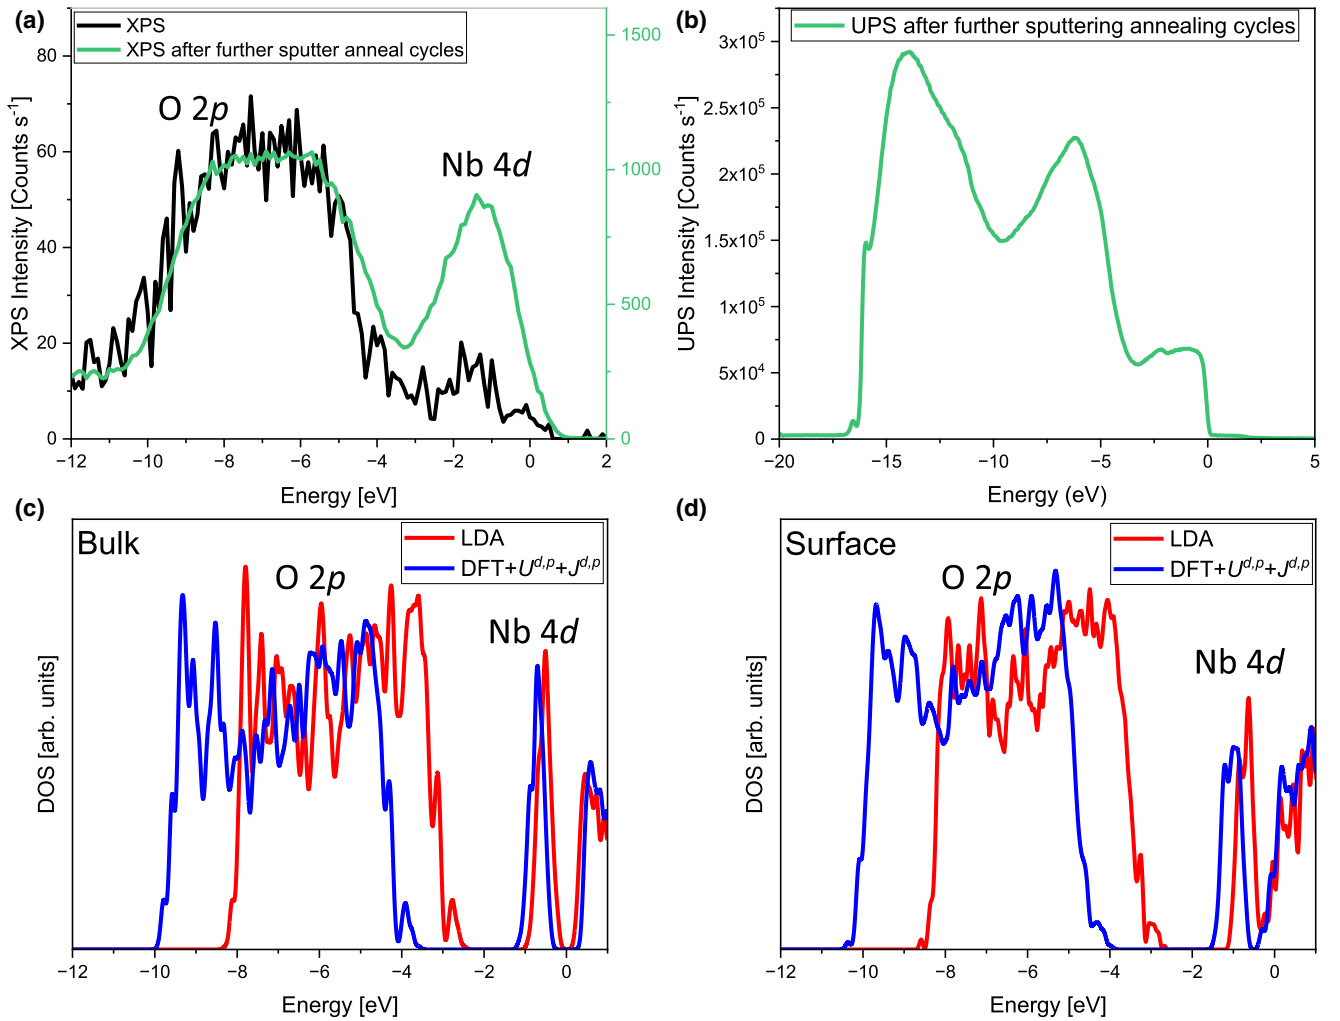 (a)
XPS
XPS after further sputter anneal cycles
O 2p
Nb 4d
XPS Intensity [Counts s⁻¹]
80
60
40
20
0
1500
1000
500
0
−12 −10 −8 −6 −4 −2 0 2
Energy [eV]
(b)
UPS after further sputtering annealing cycles
UPS Intensity [Counts s⁻¹]
3x10⁵
2.5x10⁵
2x10⁵
1.5x10⁵
1x10⁵
5x10⁴
0
−20 −15 −10 −5 0 5
Energy (eV)
(c)
Bulk
LDA
DFT+U^{d,p}+J^{d,p}
O 2p
Nb 4d
DOS [arb. units]
−12 −10 −8 −6 −4 −2 0
Energy [eV]
(d)
Surface
LDA
DFT+U^{d,p}+J^{d,p}
O 2p
Nb 4d
DOS [arb. units]
−12 −10 −8 −6 −4 −2 0
Energy [eV]